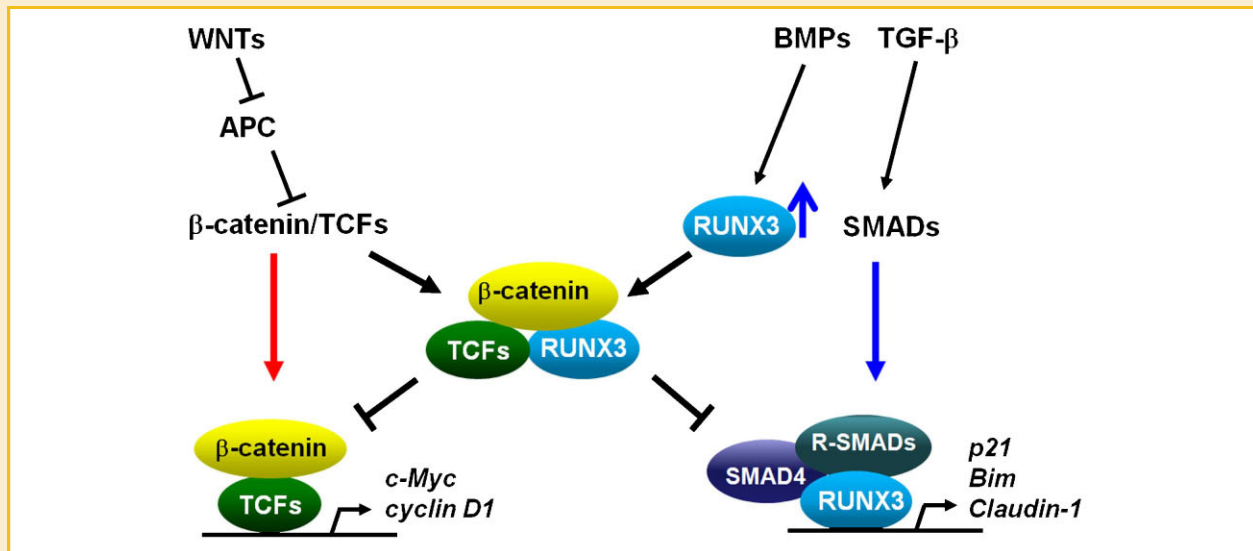 WNTs
BMPs TGF-β
APC
β-catenin/TCFs
RUNX3
SMADs
β-catenin
TCFs
RUNX3
β-catenin
TCFs
c-Myc
cyclin D1
R-SMADs
SMAD4
RUNX3
p21
Bim
Claudin-1